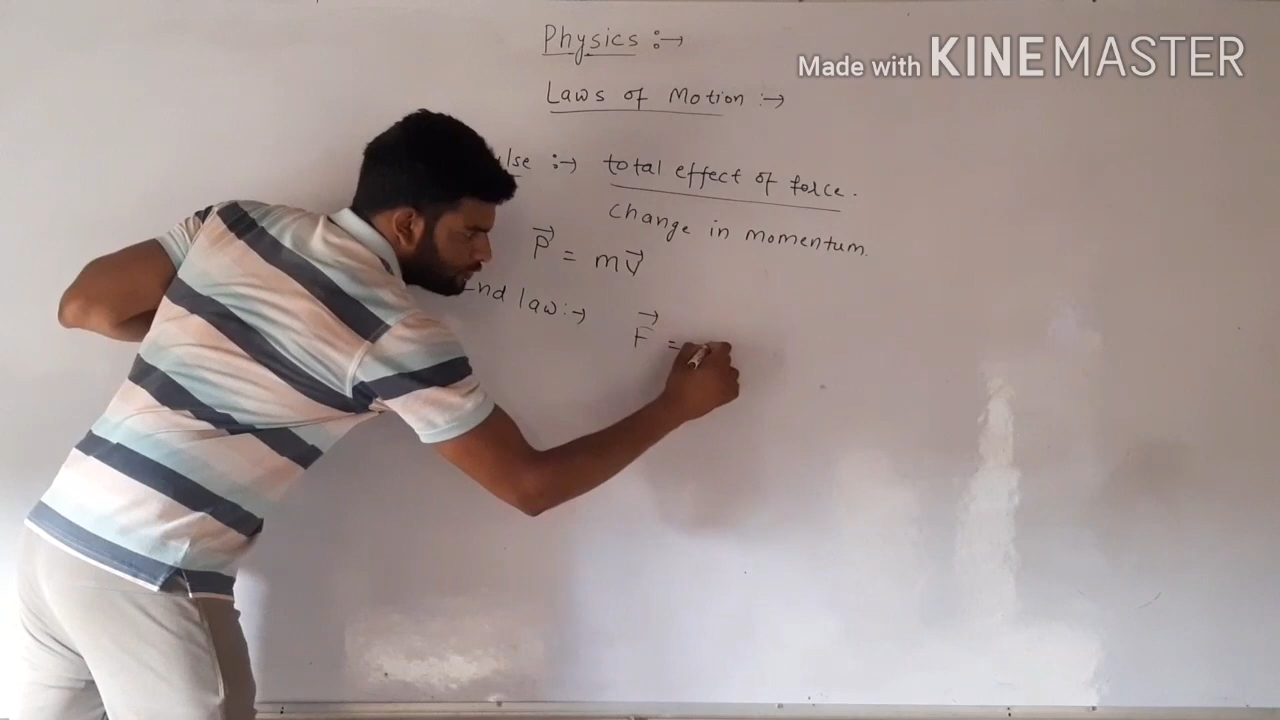 Physics :→
Made with KINEMASTER
Laws of Motion :→
lse :→ total effect of force.
change in momentum.
P⃗ = mv⃗
nd law :→ F⃗ =